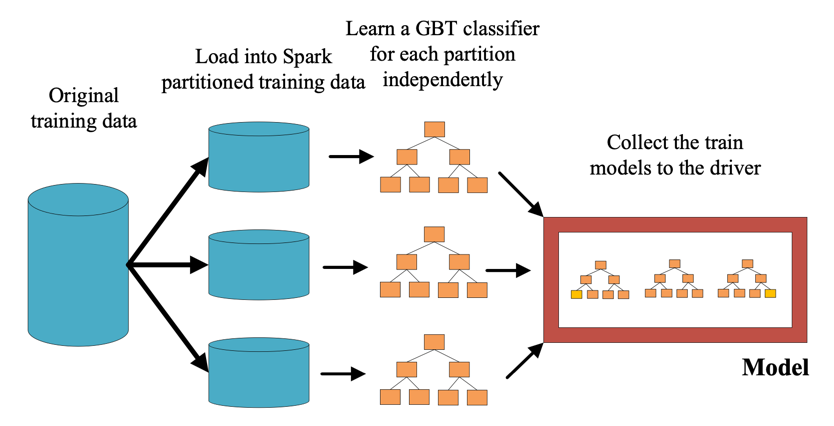 Original
training data
Load into Spark
partitioned training data
Learn a GBT classifier
for each partition
independently
Collect the train
models to the driver
Model